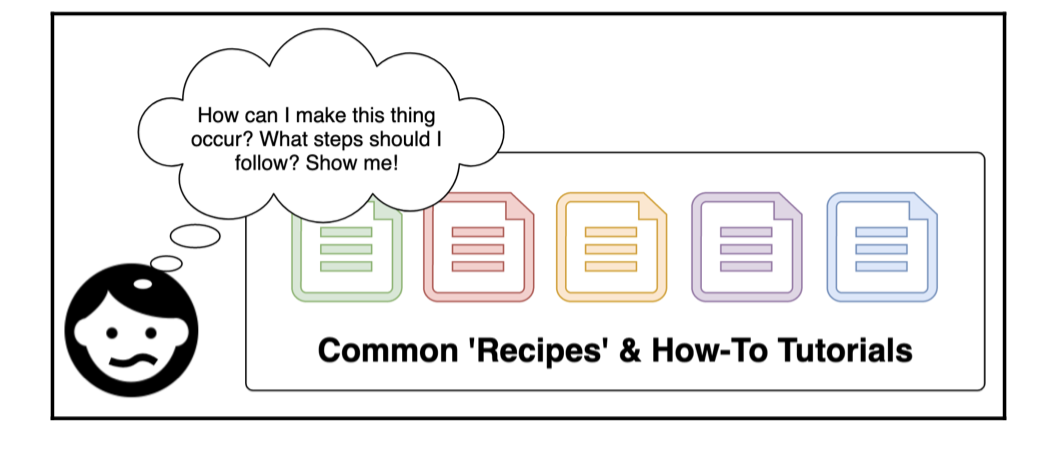 How can I make this thing
occur? What steps should I
follow? Show me!
Common 'Recipes' & How-To Tutorials